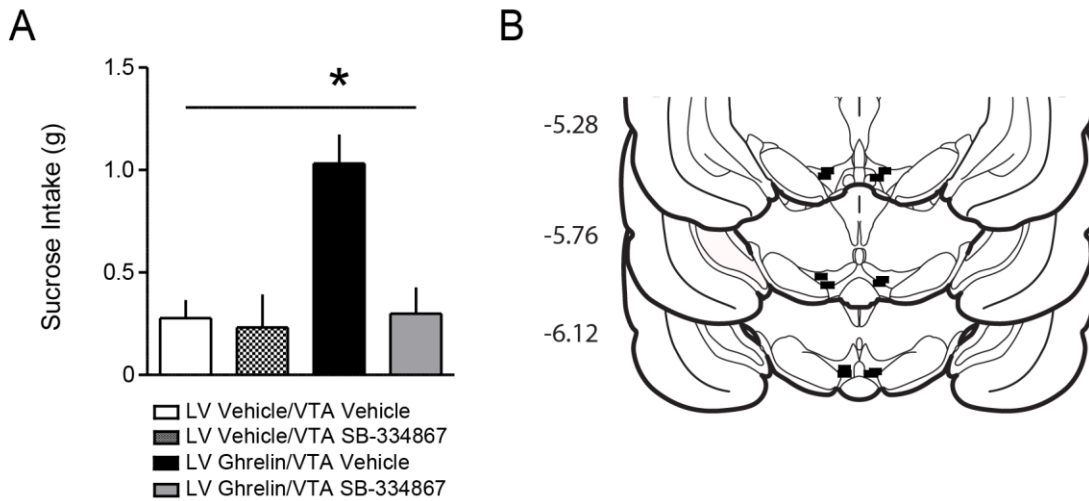 A
1.5
1.0
0.5
0
Sucrose Intake (g)
*
LV Vehicle/VTA Vehicle
LV Vehicle/VTA SB-334867
LV Ghrelin/VTA Vehicle
LV Ghrelin/VTA SB-334867
B
-5.28
-5.76
-6.12